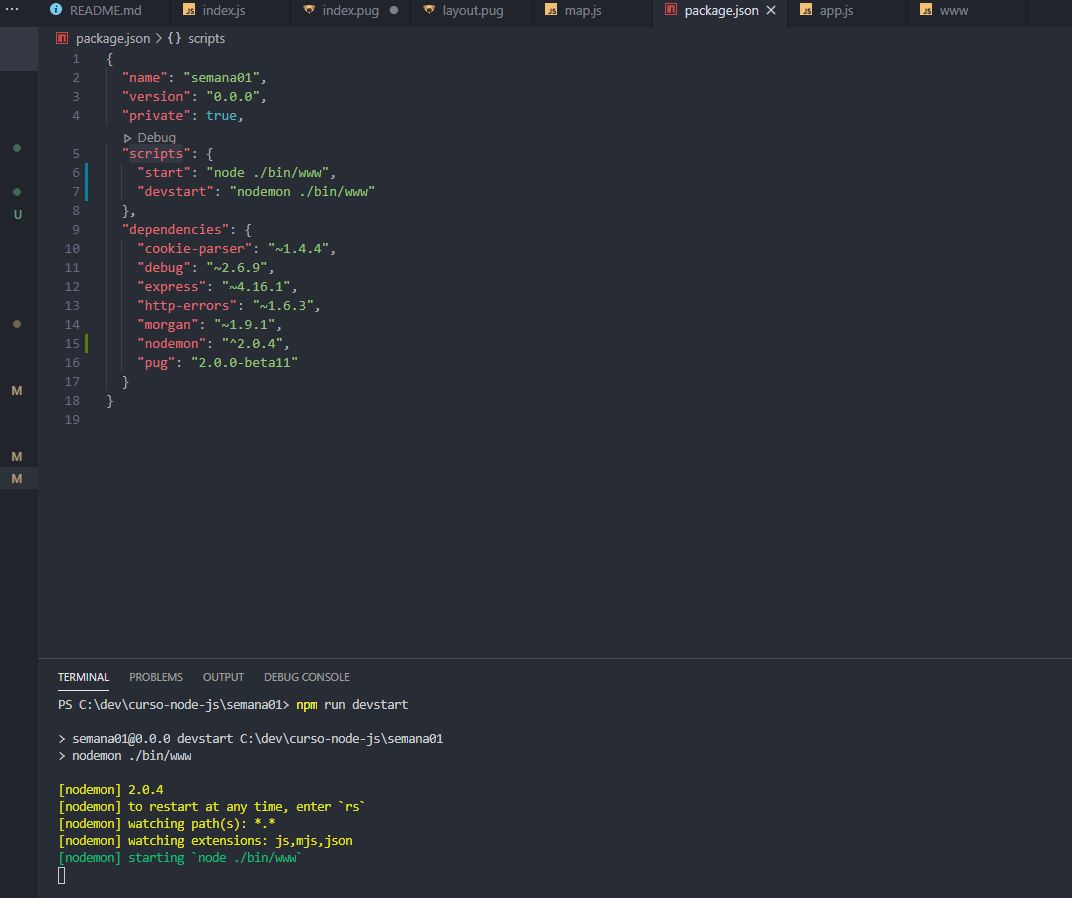 ··· README.md index.js index.pug layout.pug map.js package.json app.js www
package.json > {} scripts
1 {
2 "name": "semana01",
3 "version": "0.0.0",
4 "private": true,
Debug
5 "scripts": {
6 "start": "node ./bin/www",
7 "devstart": "nodemon ./bin/www"
8 },
9 "dependencies": {
10 "cookie-parser": "~1.4.4",
11 "debug": "~2.6.9",
12 "express": "~4.16.1",
13 "http-errors": "~1.6.3",
14 "morgan": "~1.9.1",
15 "nodemon": "^2.0.4",
16 "pug": "2.0.0-beta11"
17 }
18 }
19
U
M
M
M
TERMINAL PROBLEMS OUTPUT DEBUG CONSOLE
PS C:\dev\curso-node-js\semana01> npm run devstart
> semana01@0.0.0 devstart C:\dev\curso-node-js\semana01
> nodemon ./bin/www
[nodemon] 2.0.4
[nodemon] to restart at any time, enter `rs`
[nodemon] watching path(s): *.*
[nodemon] watching extensions: js,mjs,json
[nodemon] starting `node ./bin/www`